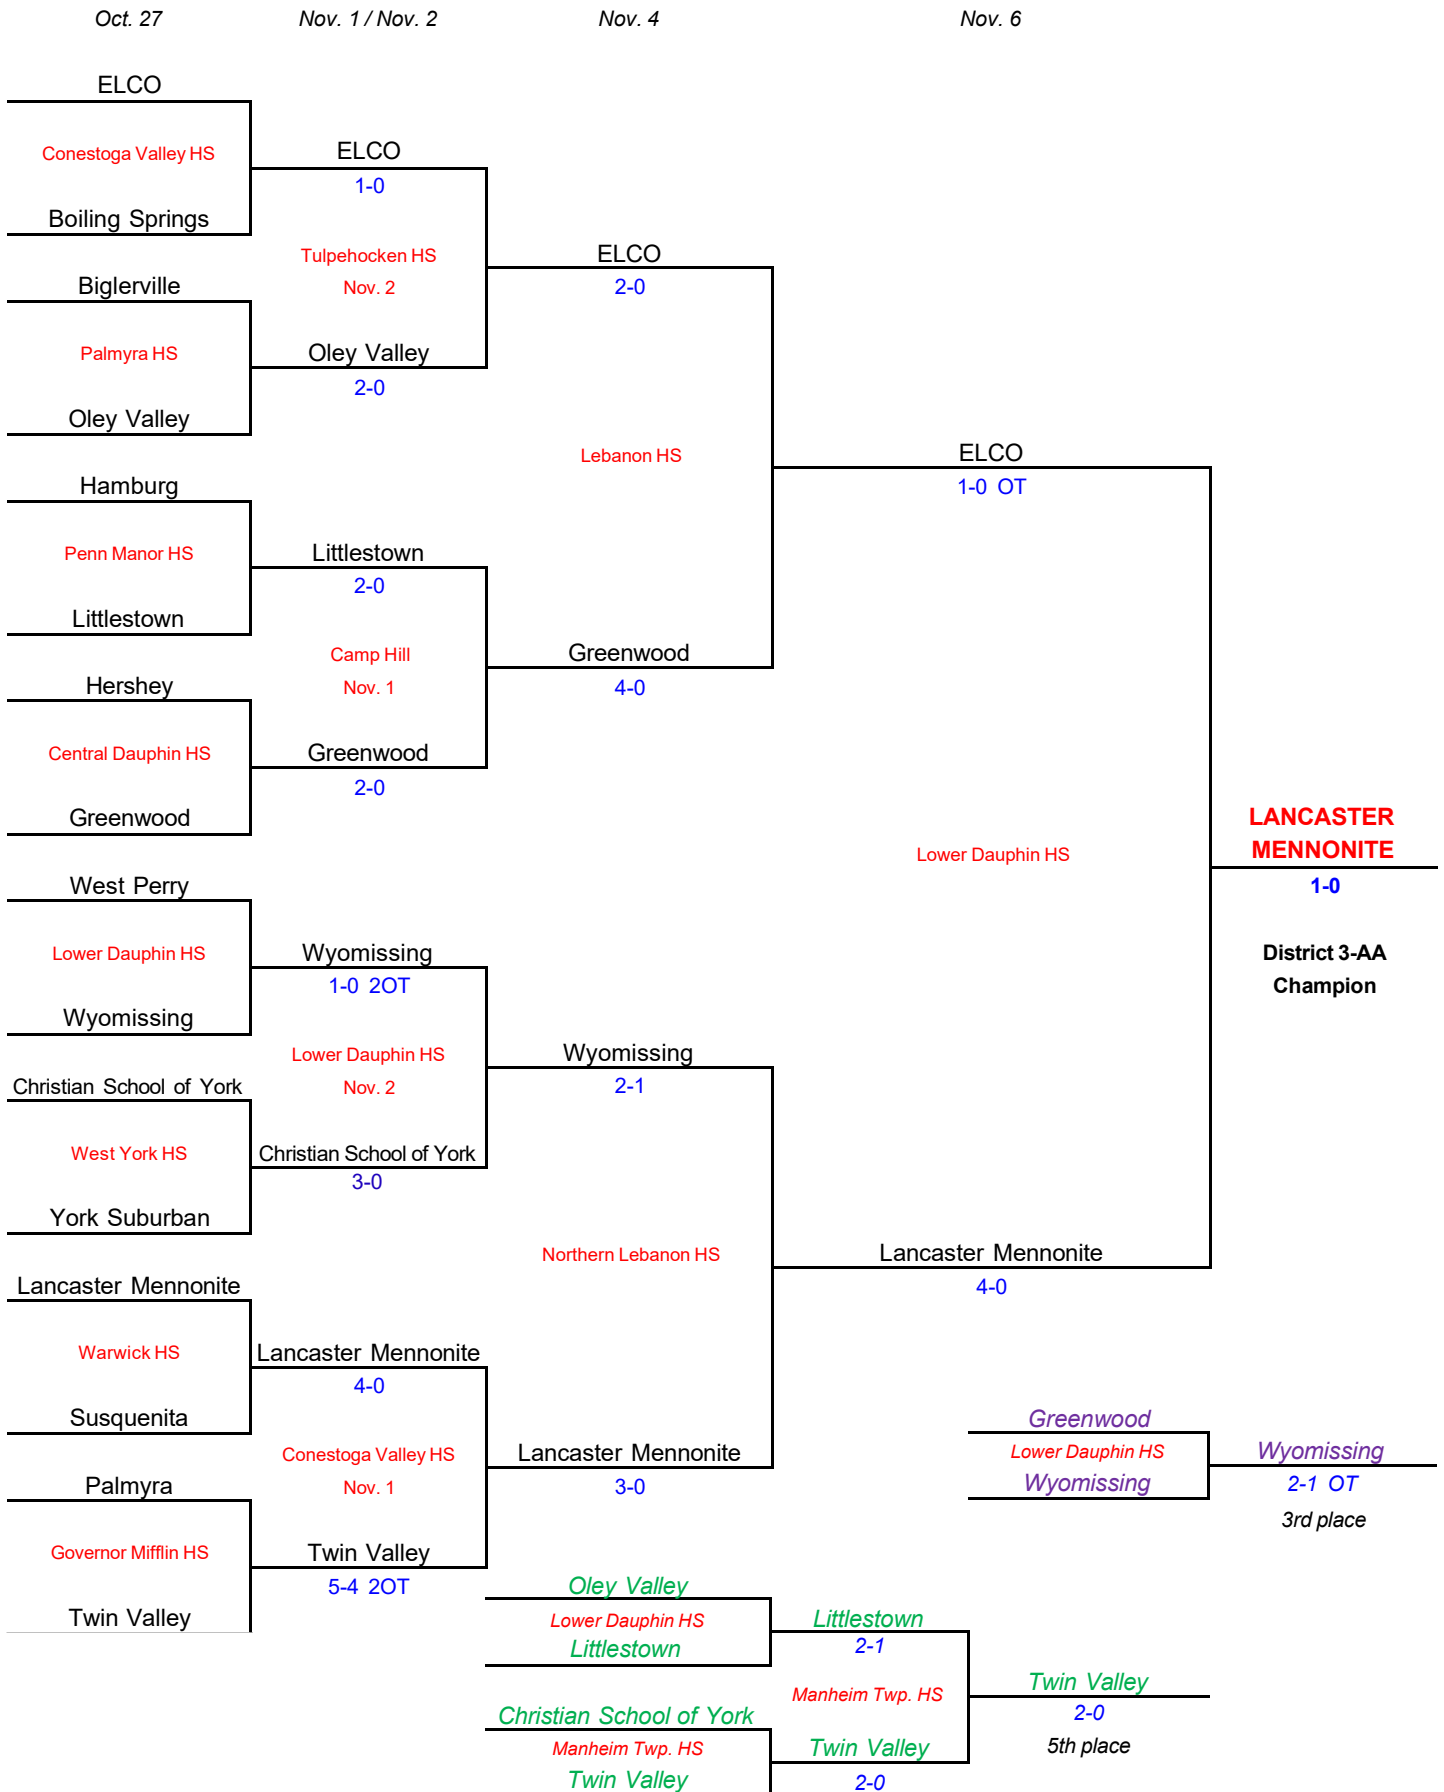 Oct. 27
Nov. 1 / Nov. 2
Nov. 4
Nov. 6
ELCO
Conestoga Valley HS
Boiling Springs
Biglerville
Palmyra HS
Oley Valley
Hamburg
Penn Manor HS
Littlestown
Hershey
Central Dauphin HS
Greenwood
West Perry
Lower Dauphin HS
Wyomissing
Christian School of York
West York HS
York Suburban
Lancaster Mennonite
Warwick HS
Susquenita
Palmyra
Governor Mifflin HS
Twin Valley
ELCO
1-0
Tulpehocken HS
Nov. 2
Oley Valley
2-0
Littlestown
2-0
Camp Hill
Nov. 1
Greenwood
2-0
Wyomissing
1-0 2OT
Lower Dauphin HS
Nov. 2
Christian School of York
3-0
Lancaster Mennonite
4-0
Conestoga Valley HS
Nov. 1
Twin Valley
5-4 2OT
ELCO
2-0
Lebanon HS
Greenwood
4-0
Wyomissing
2-1
Northern Lebanon HS
Lancaster Mennonite
3-0
ELCO
1-0 OT
Lower Dauphin HS
Lancaster Mennonite
4-0
LANCASTER
MENNONITE
1-0
District 3-AA
Champion
Greenwood
Lower Dauphin HS
Wyomissing
Wyomissing
2-1 OT
3rd place
Oley Valley
Lower Dauphin HS
Littlestown
Christian School of York
Manheim Twp. HS
Twin Valley
Littlestown
2-1
Manheim Twp. HS
Twin Valley
2-0
Twin Valley
2-0
5th place